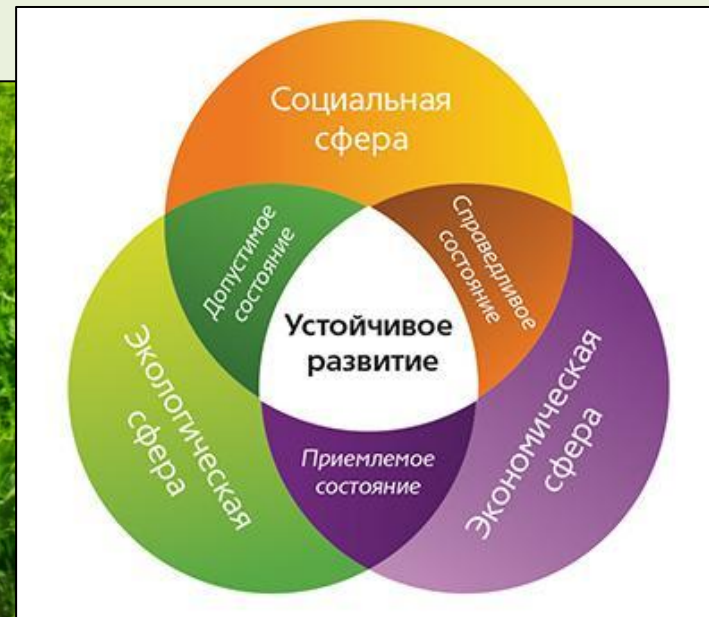 Социальная
сфера
Допустимое
состояние
Справедливое
состояние
Устойчивое
развитие
Экологическая
сфера
Приемлемое
состояние
Экономическая
сфера